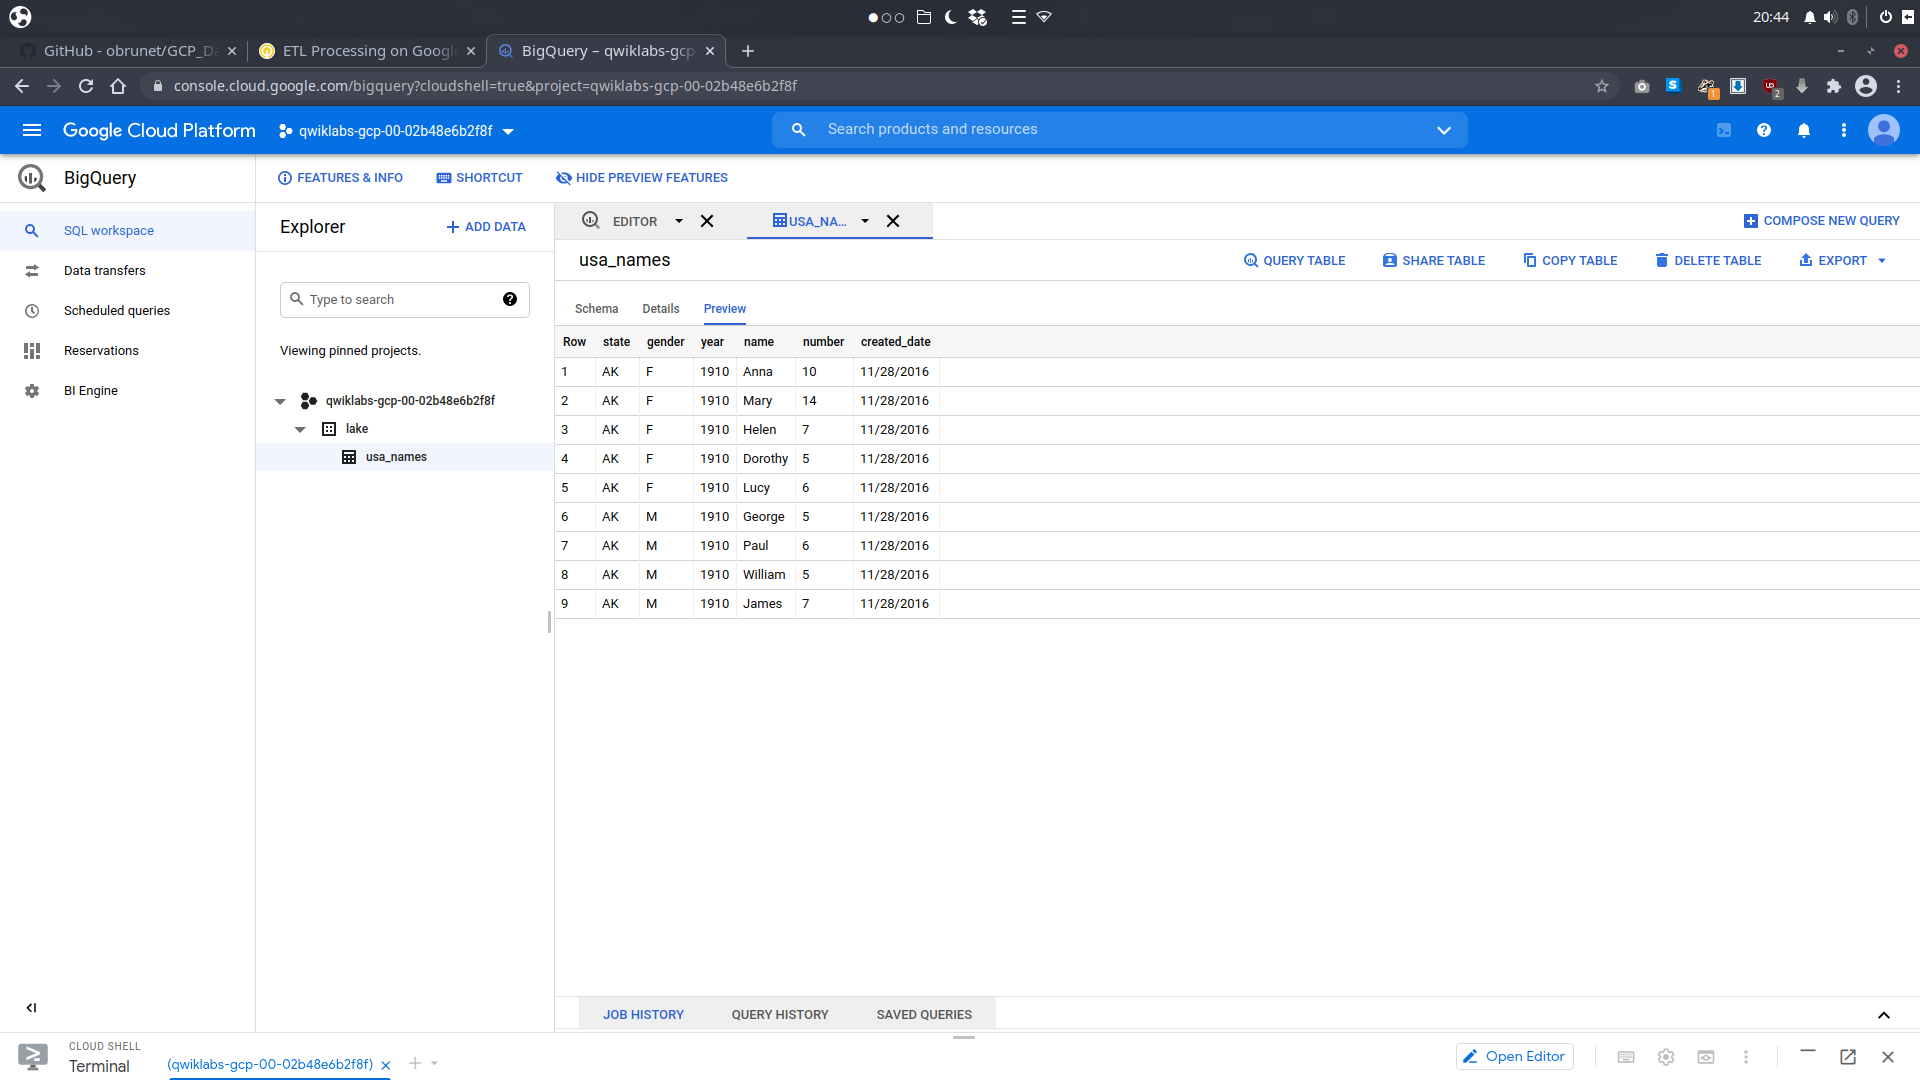 20:44
GitHub - obrunet/GCP_Da
ETL Processing on Google
BigQuery – qwiklabs-gcp
console.cloud.google.com/bigquery?cloudshell=true&project=qwiklabs-gcp-00-02b48e6b2f8f
1
2
Google Cloud Platform
qwiklabs-gcp-00-02b48e6b2f8f
Search products and resources
BigQuery
FEATURES & INFO
SHORTCUT
HIDE PREVIEW FEATURES
SQL workspace
Data transfers
Scheduled queries
Reservations
BI Engine
Explorer
ADD DATA
Type to search
Viewing pinned projects.
qwiklabs-gcp-00-02b48e6b2f8f
lake
usa_names
EDITOR
USA_NA...
COMPOSE NEW QUERY
usa_names
QUERY TABLE
SHARE TABLE
COPY TABLE
DELETE TABLE
EXPORT
Schema Details Preview
Row state gender year name number created_date
1 AK F 1910 Anna 10 11/28/2016
2 AK F 1910 Mary 14 11/28/2016
3 AK F 1910 Helen 7 11/28/2016
4 AK F 1910 Dorothy 5 11/28/2016
5 AK F 1910 Lucy 6 11/28/2016
6 AK M 1910 George 5 11/28/2016
7 AK M 1910 Paul 6 11/28/2016
8 AK M 1910 William 5 11/28/2016
9 AK M 1910 James 7 11/28/2016
JOB HISTORY QUERY HISTORY SAVED QUERIES
CLOUD SHELL
Terminal
(qwiklabs-gcp-00-02b48e6b2f8f)
Open Editor